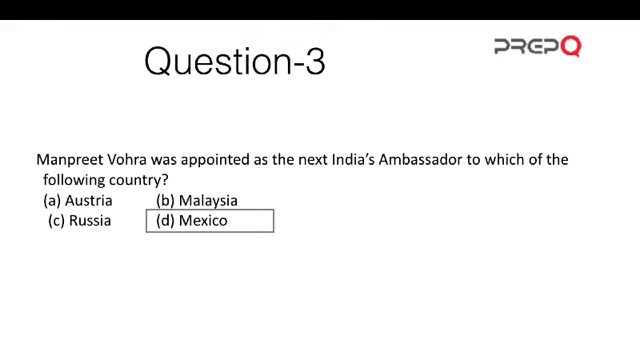 PREPQ
Question-3
Manpreet Vohra was appointed as the next India's Ambassador to which of the
following country?
(a) Austria (b) Malaysia
(c) Russia (d) Mexico